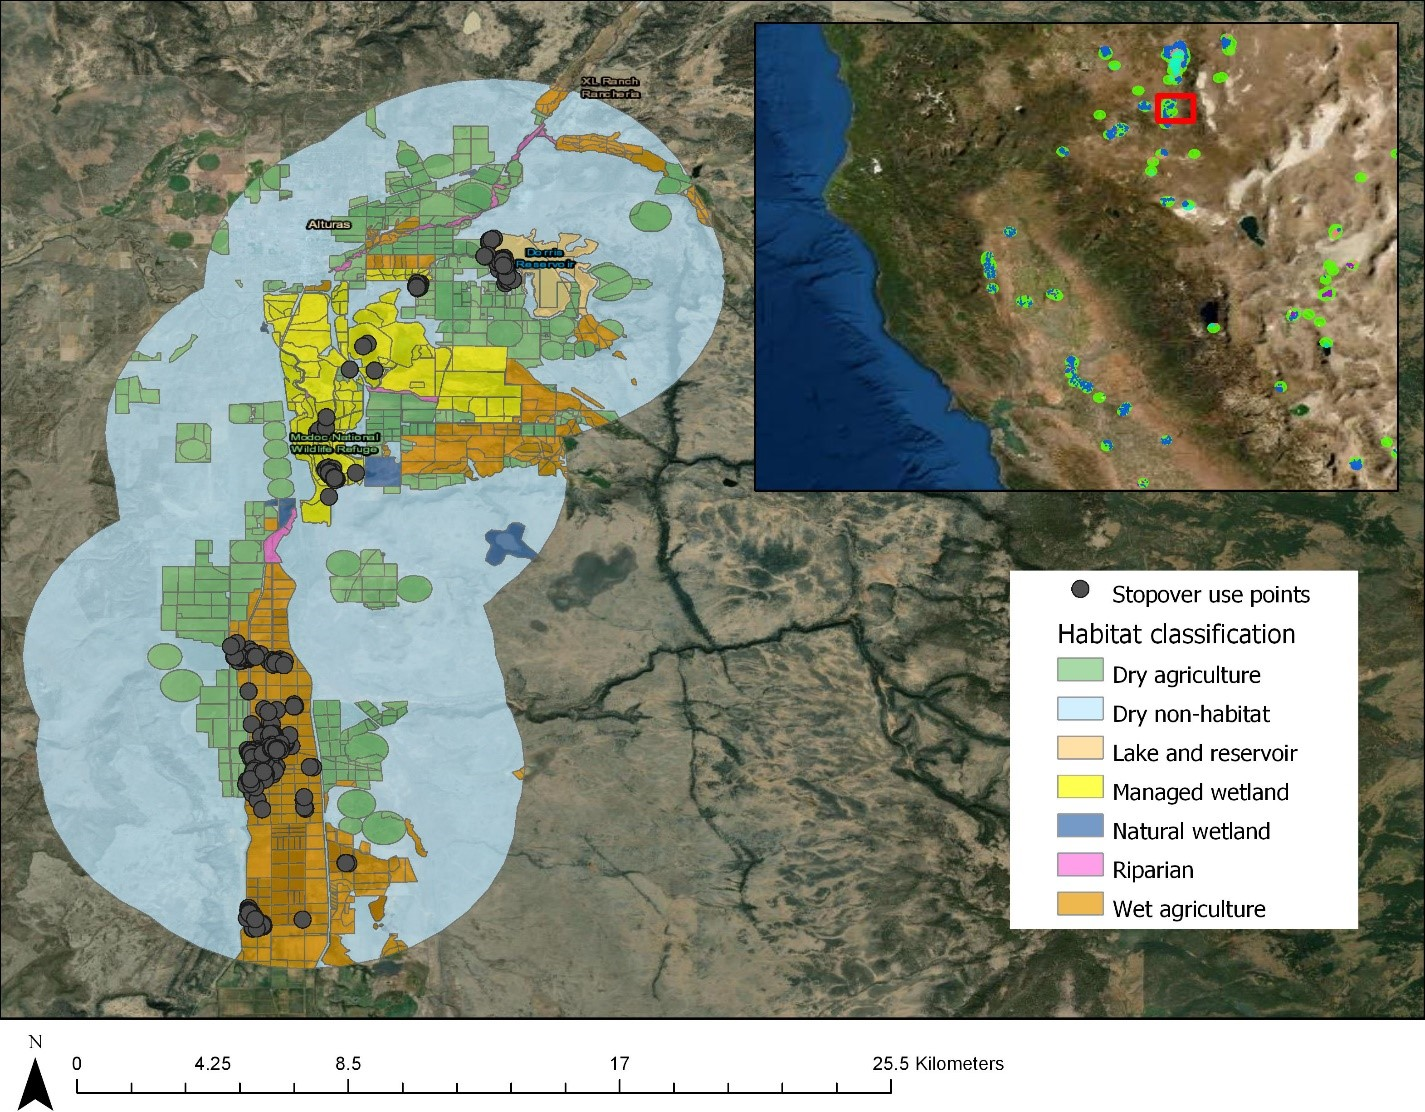 XL Ranch
Rancheria
Alturas
Dorris
Reservoir
Modoc National
Wildlife Refuge
Stopover use points
Habitat classification
Dry agriculture
Dry non-habitat
Lake and reservoir
Managed wetland
Natural wetland
Riparian
Wet agriculture
N
0 4.25 8.5 17 25.5 Kilometers